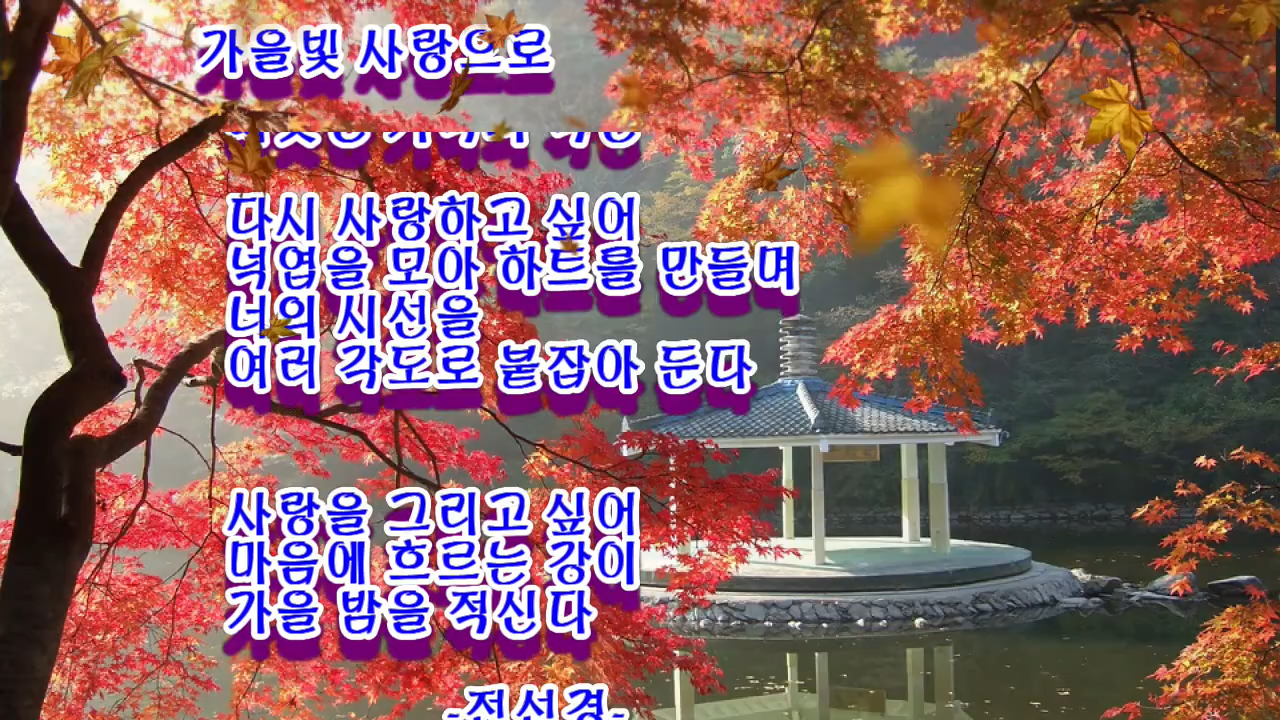 가을빛 사랑으로
다시 사랑하고 싶어
넉엽을 모아 하트를 만들며
너의 시선을
여러 각도로 붙잡아 둔다
사랑을 그리고 싶어
마음에 흐르는 강이
가을 밤을 적신다
-전선경-